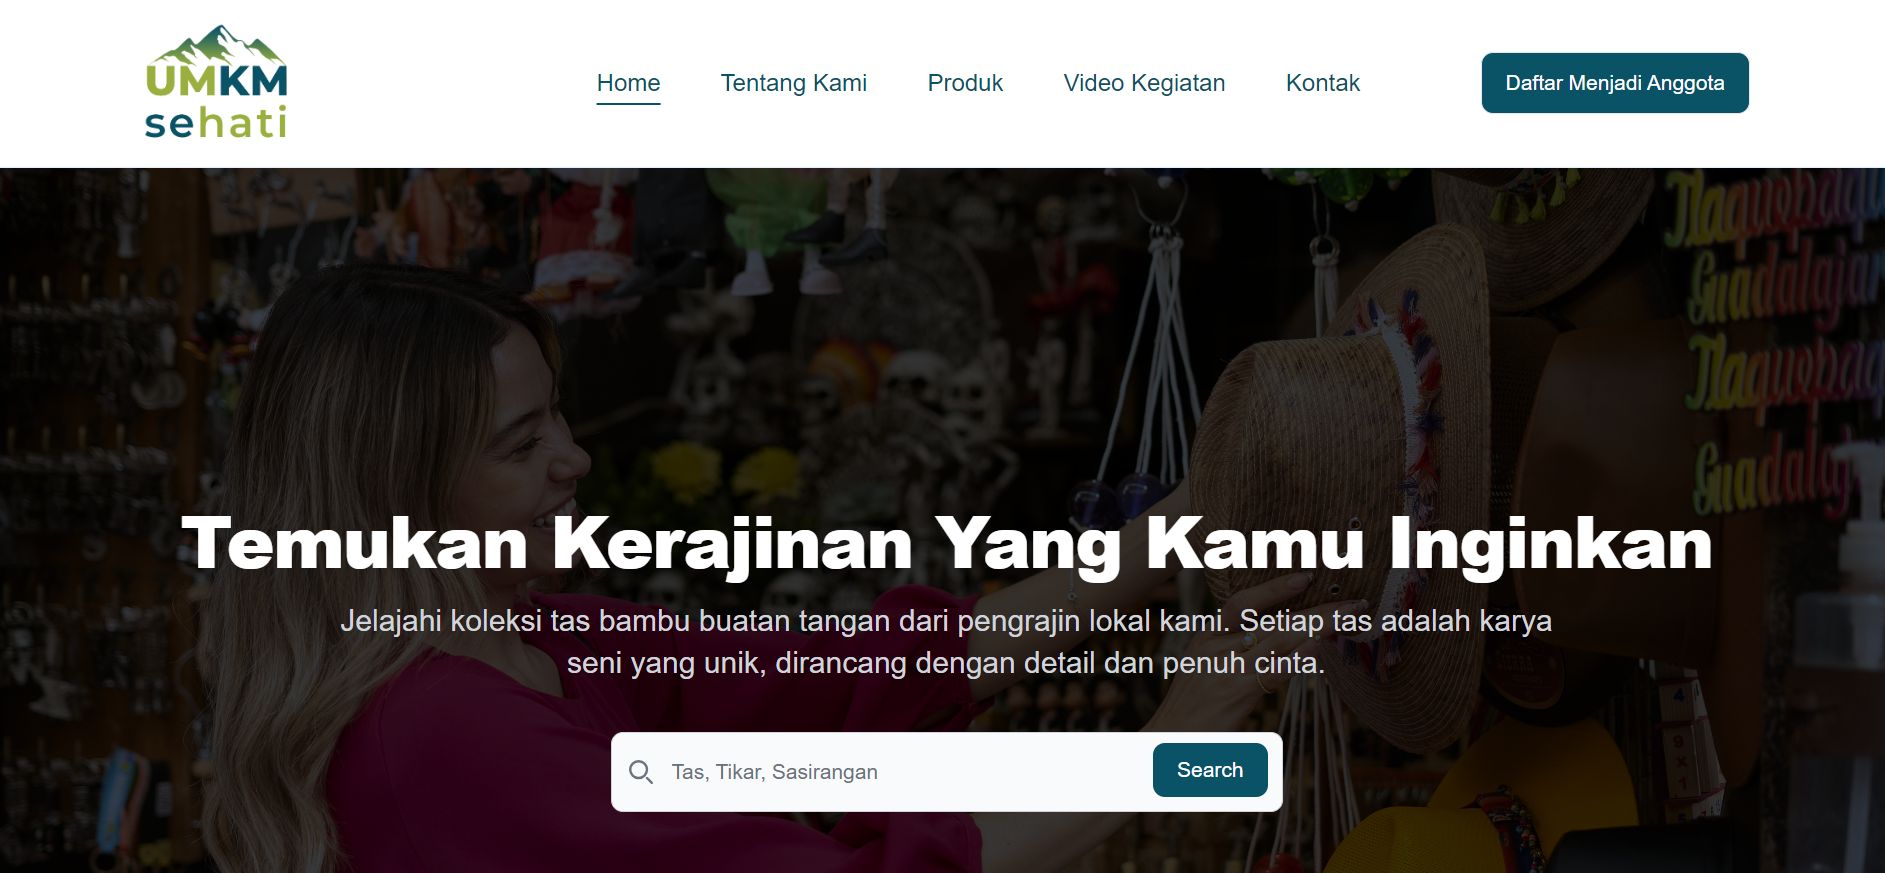 UMKM
sehati
Home
Tentang Kami
Produk
Video Kegiatan
Kontak
Daftar Menjadi Anggota
Tlaquepaque
Guadalajara
Tlaquepaque
Guadalajara
Temukan Kerajinan Yang Kamu Inginkan
Jelajahi koleksi tas bambu buatan tangan dari pengrajin lokal kami. Setiap tas adalah karya
seni yang unik, dirancang dengan detail dan penuh cinta.
Tas, Tikar, Sasirangan
Search